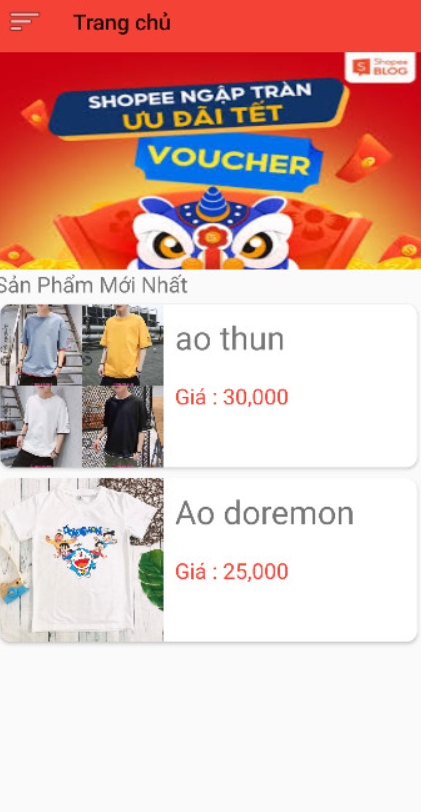 Trang chủ
Shopee
BLOG
SHOPEE NGẬP TRÀN
ƯU ĐÃI TẾT
VOUCHER
Sản Phẩm Mới Nhất
ao thun
Giá : 30,000
Ao doremon
Giá : 25,000